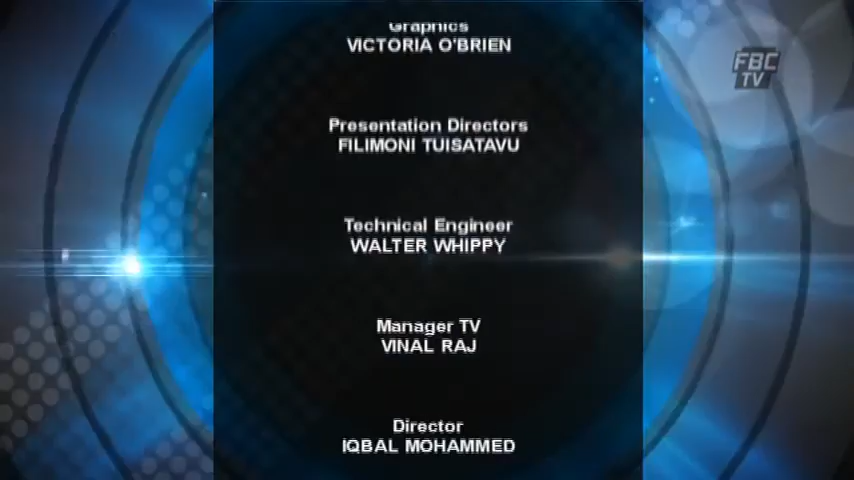 Graphics
VICTORIA O'BRIEN
FBC
TV
Presentation Directors
FILIMONI TUISATAVU
Technical Engineer
WALTER WHIPPY
Manager TV
VINAL RAJ
Director
IQBAL MOHAMMED